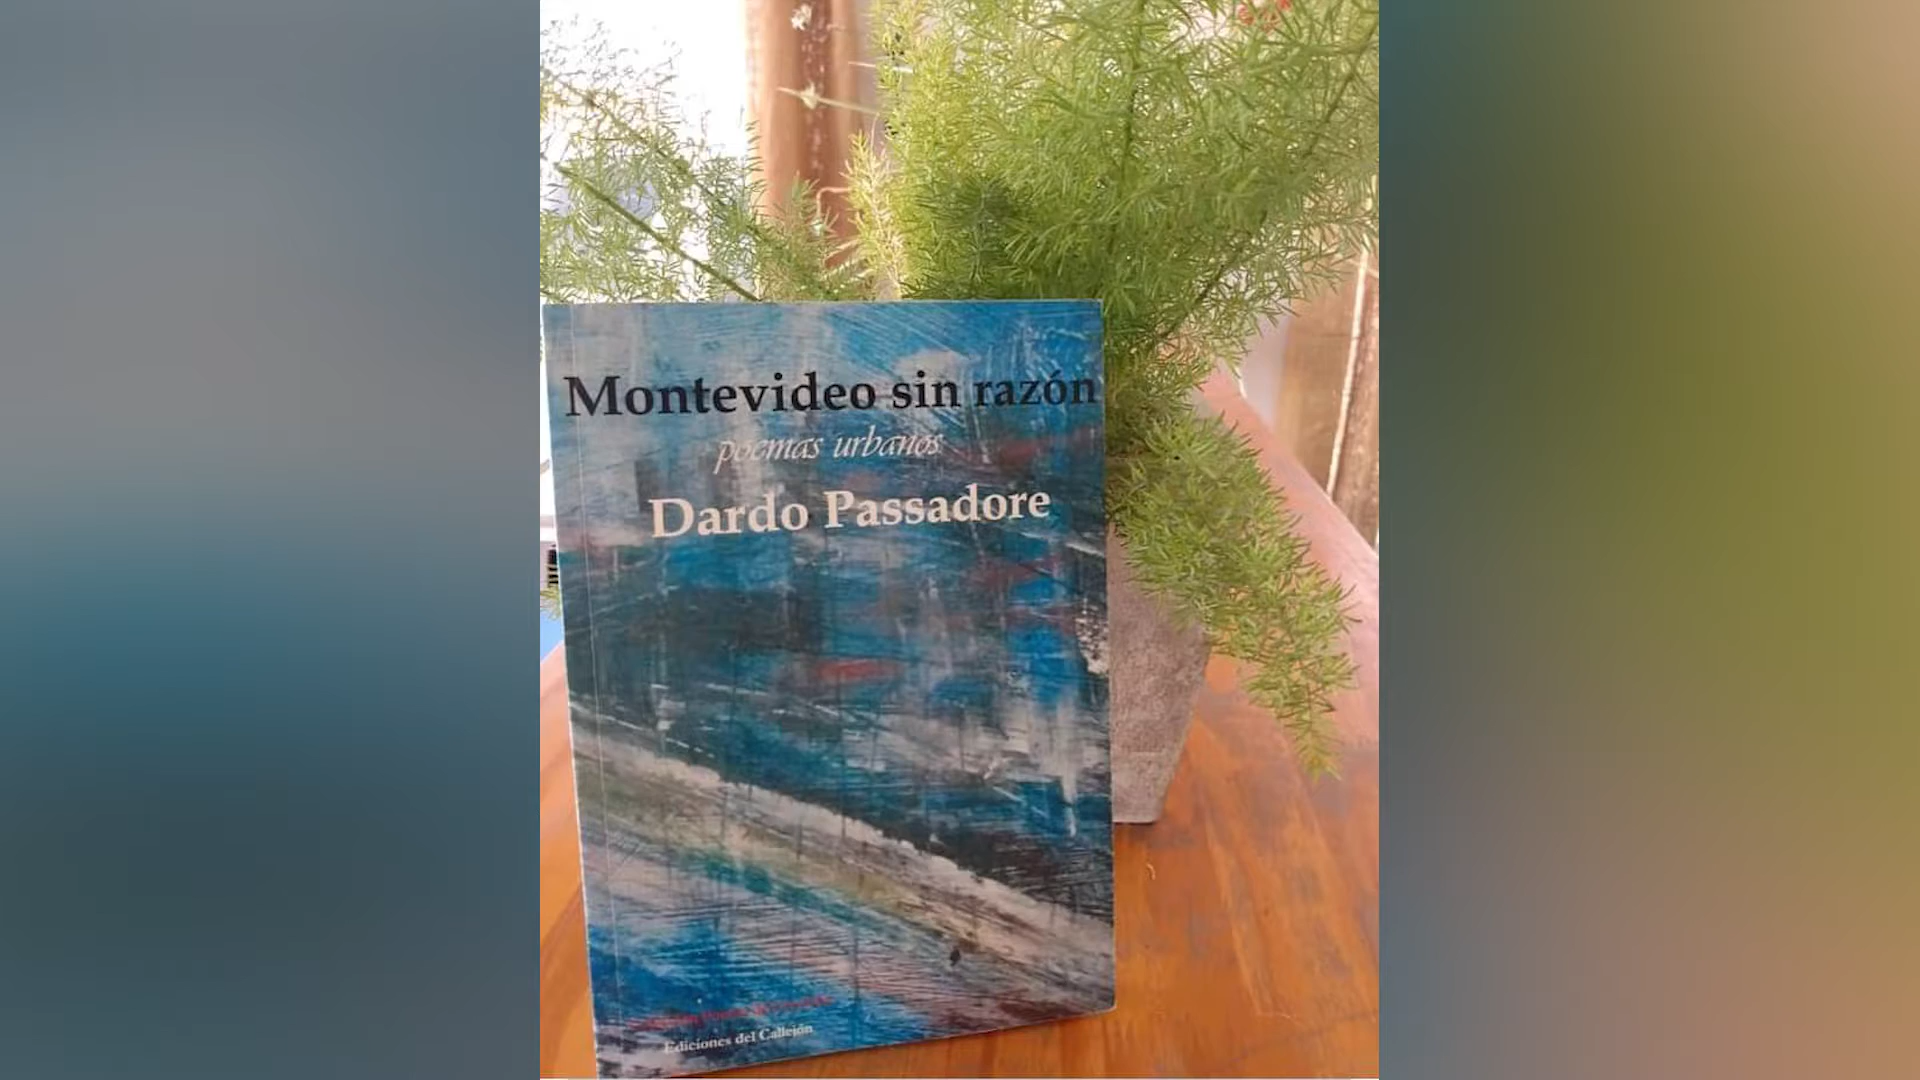 Montevideo sin razón
poemas urbanos
Dardo Passadore
Ediciones del Callejón